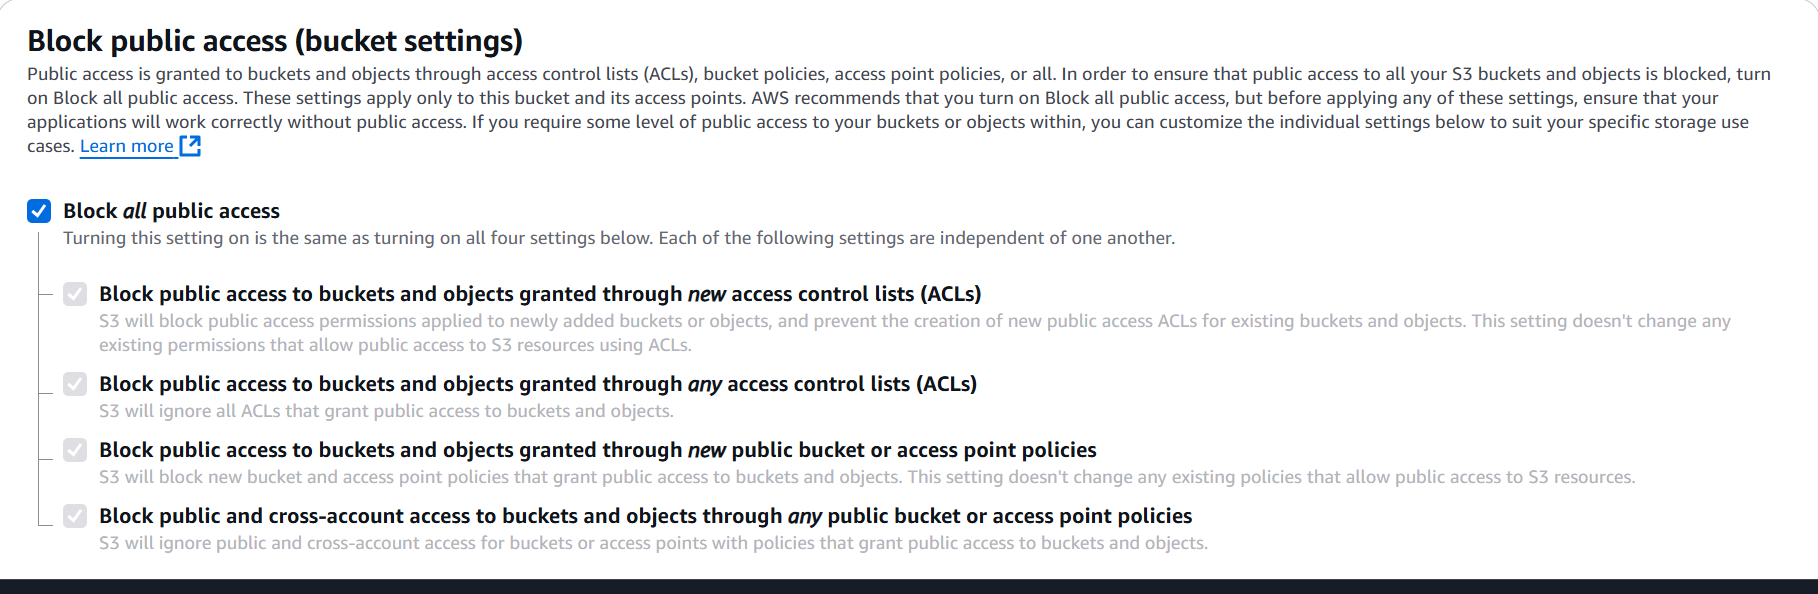 Block public access (bucket settings)
Public access is granted to buckets and objects through access control lists (ACLs), bucket policies, access point policies, or all. In order to ensure that public access to all your S3 buckets and objects is blocked, turn
on Block all public access. These settings apply only to this bucket and its access points. AWS recommends that you turn on Block all public access, but before applying any of these settings, ensure that your
applications will work correctly without public access. If you require some level of public access to your buckets or objects within, you can customize the individual settings below to suit your specific storage use
cases. Learn more
Block all public access
Turning this setting on is the same as turning on all four settings below. Each of the following settings are independent of one another.
Block public access to buckets and objects granted through new access control lists (ACLs)
S3 will block public access permissions applied to newly added buckets or objects, and prevent the creation of new public access ACLs for existing buckets and objects. This setting doesn't change any
existing permissions that allow public access to S3 resources using ACLs.
Block public access to buckets and objects granted through any access control lists (ACLs)
S3 will ignore all ACLs that grant public access to buckets and objects.
Block public access to buckets and objects granted through new public bucket or access point policies
S3 will block new bucket and access point policies that grant public access to buckets and objects. This setting doesn't change any existing policies that allow public access to S3 resources.
Block public and cross-account access to buckets and objects through any public bucket or access point policies
S3 will ignore public and cross-account access for buckets or access points with policies that grant public access to buckets and objects.